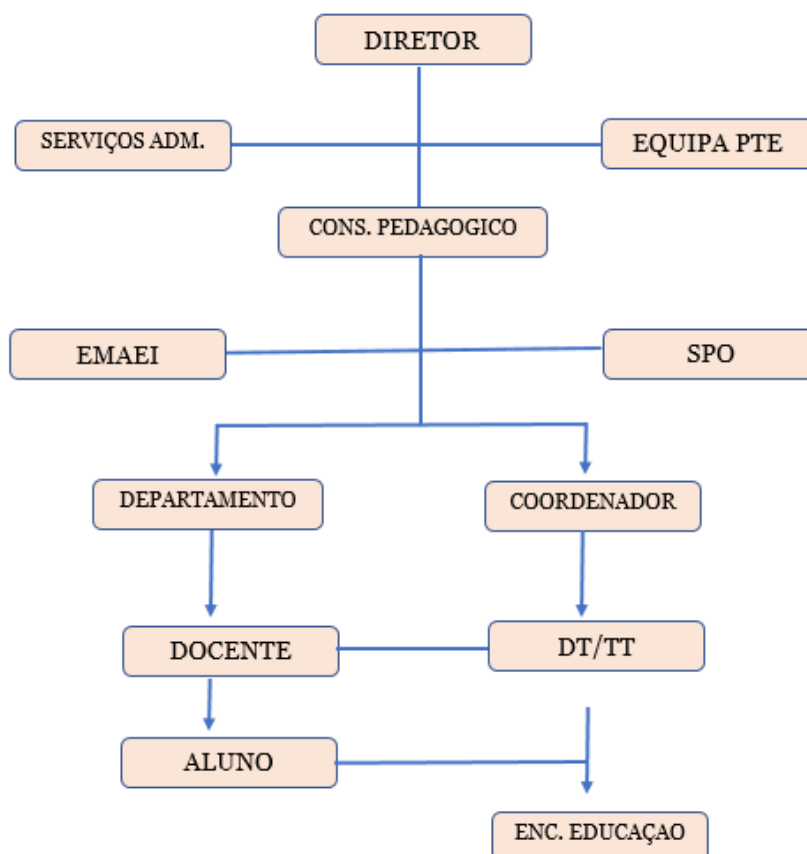 DIRETOR
SERVIÇOS ADM.
EQUIPA PTE
CONS. PEDAGOGICO
EMAEI
SPO
DEPARTAMENTO
COORDENADOR
DOCENTE
DT/TT
ALUNO
ENC. EDUCAÇAO